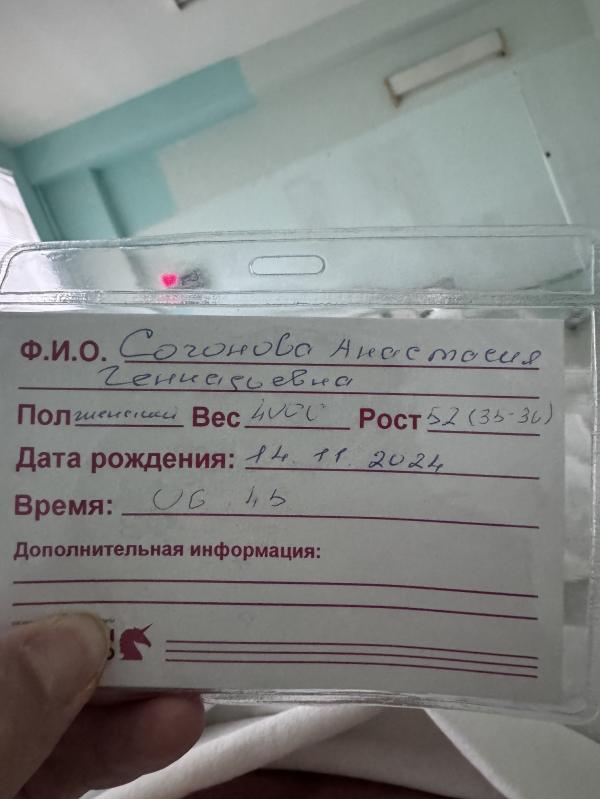 Ф.И.О. Согонова Анастасия
Геннадьевна
Пол женский Вес 4000 Рост 52 (35-36)
Дата рождения: 14.11.2024
Время: 06.45
Дополнительная информация: